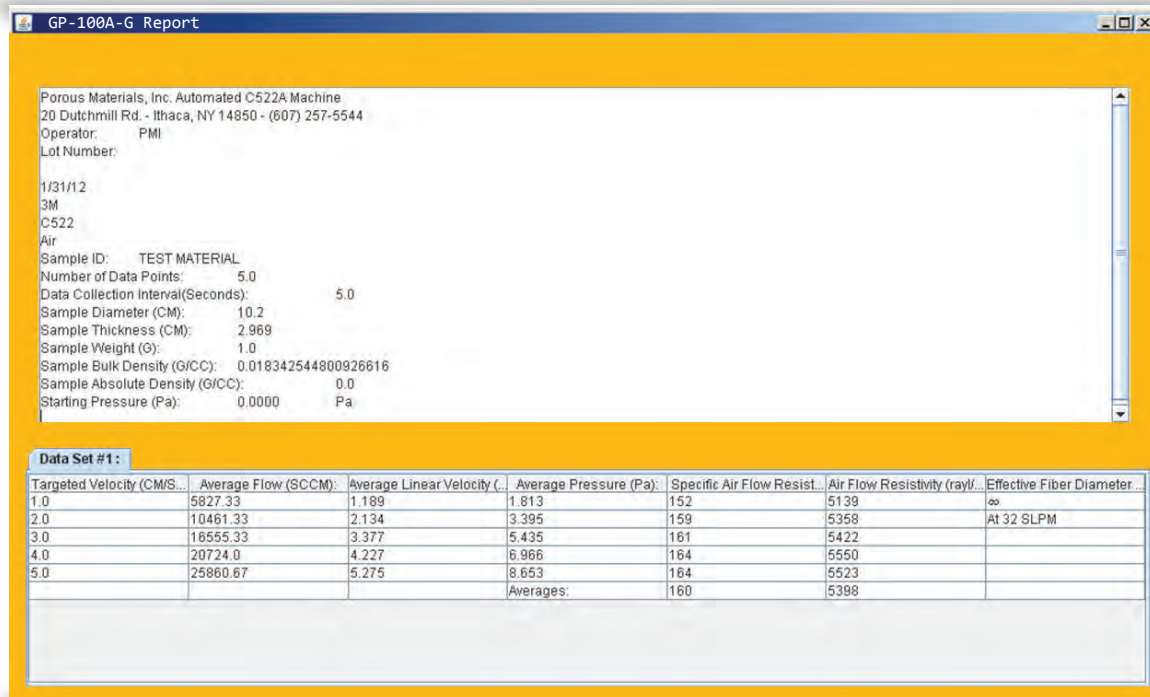 GP-100A-G Report
Porous Materials, Inc. Automated C522A Machine
20 Dutchmill Rd. - Ithaca, NY 14850 - (607) 257-5544
Operator: PMI
Lot Number:
1/31/12
3M
C522
Air
Sample ID: TEST MATERIAL
Number of Data Points: 5.0
Data Collection Interval(Seconds): 5.0
Sample Diameter (CM): 10.2
Sample Thickness (CM): 2.969
Sample Weight (G): 1.0
Sample Bulk Density (G/CC): 0.018342544800926616
Sample Absolute Density (G/CC): 0.0
Starting Pressure (Pa): 0.0000 Pa
Data Set #1:
Targeted Velocity (CM/S... Average Flow (SCCM): Average Linear Velocity (... Average Pressure (Pa): Specific Air Flow Resist... Air Flow Resistivity (rayl/... Effective Fiber Diameter ...
1.0 5827.33 1.189 1.813 152 5139 ∞
2.0 10461.33 2.134 3.395 159 5358 At 32 SLPM
3.0 16555.33 3.377 5.435 161 5422
4.0 20724.0 4.227 6.966 164 5550
5.0 25860.67 5.275 8.653 164 5523
Averages: 160 5398